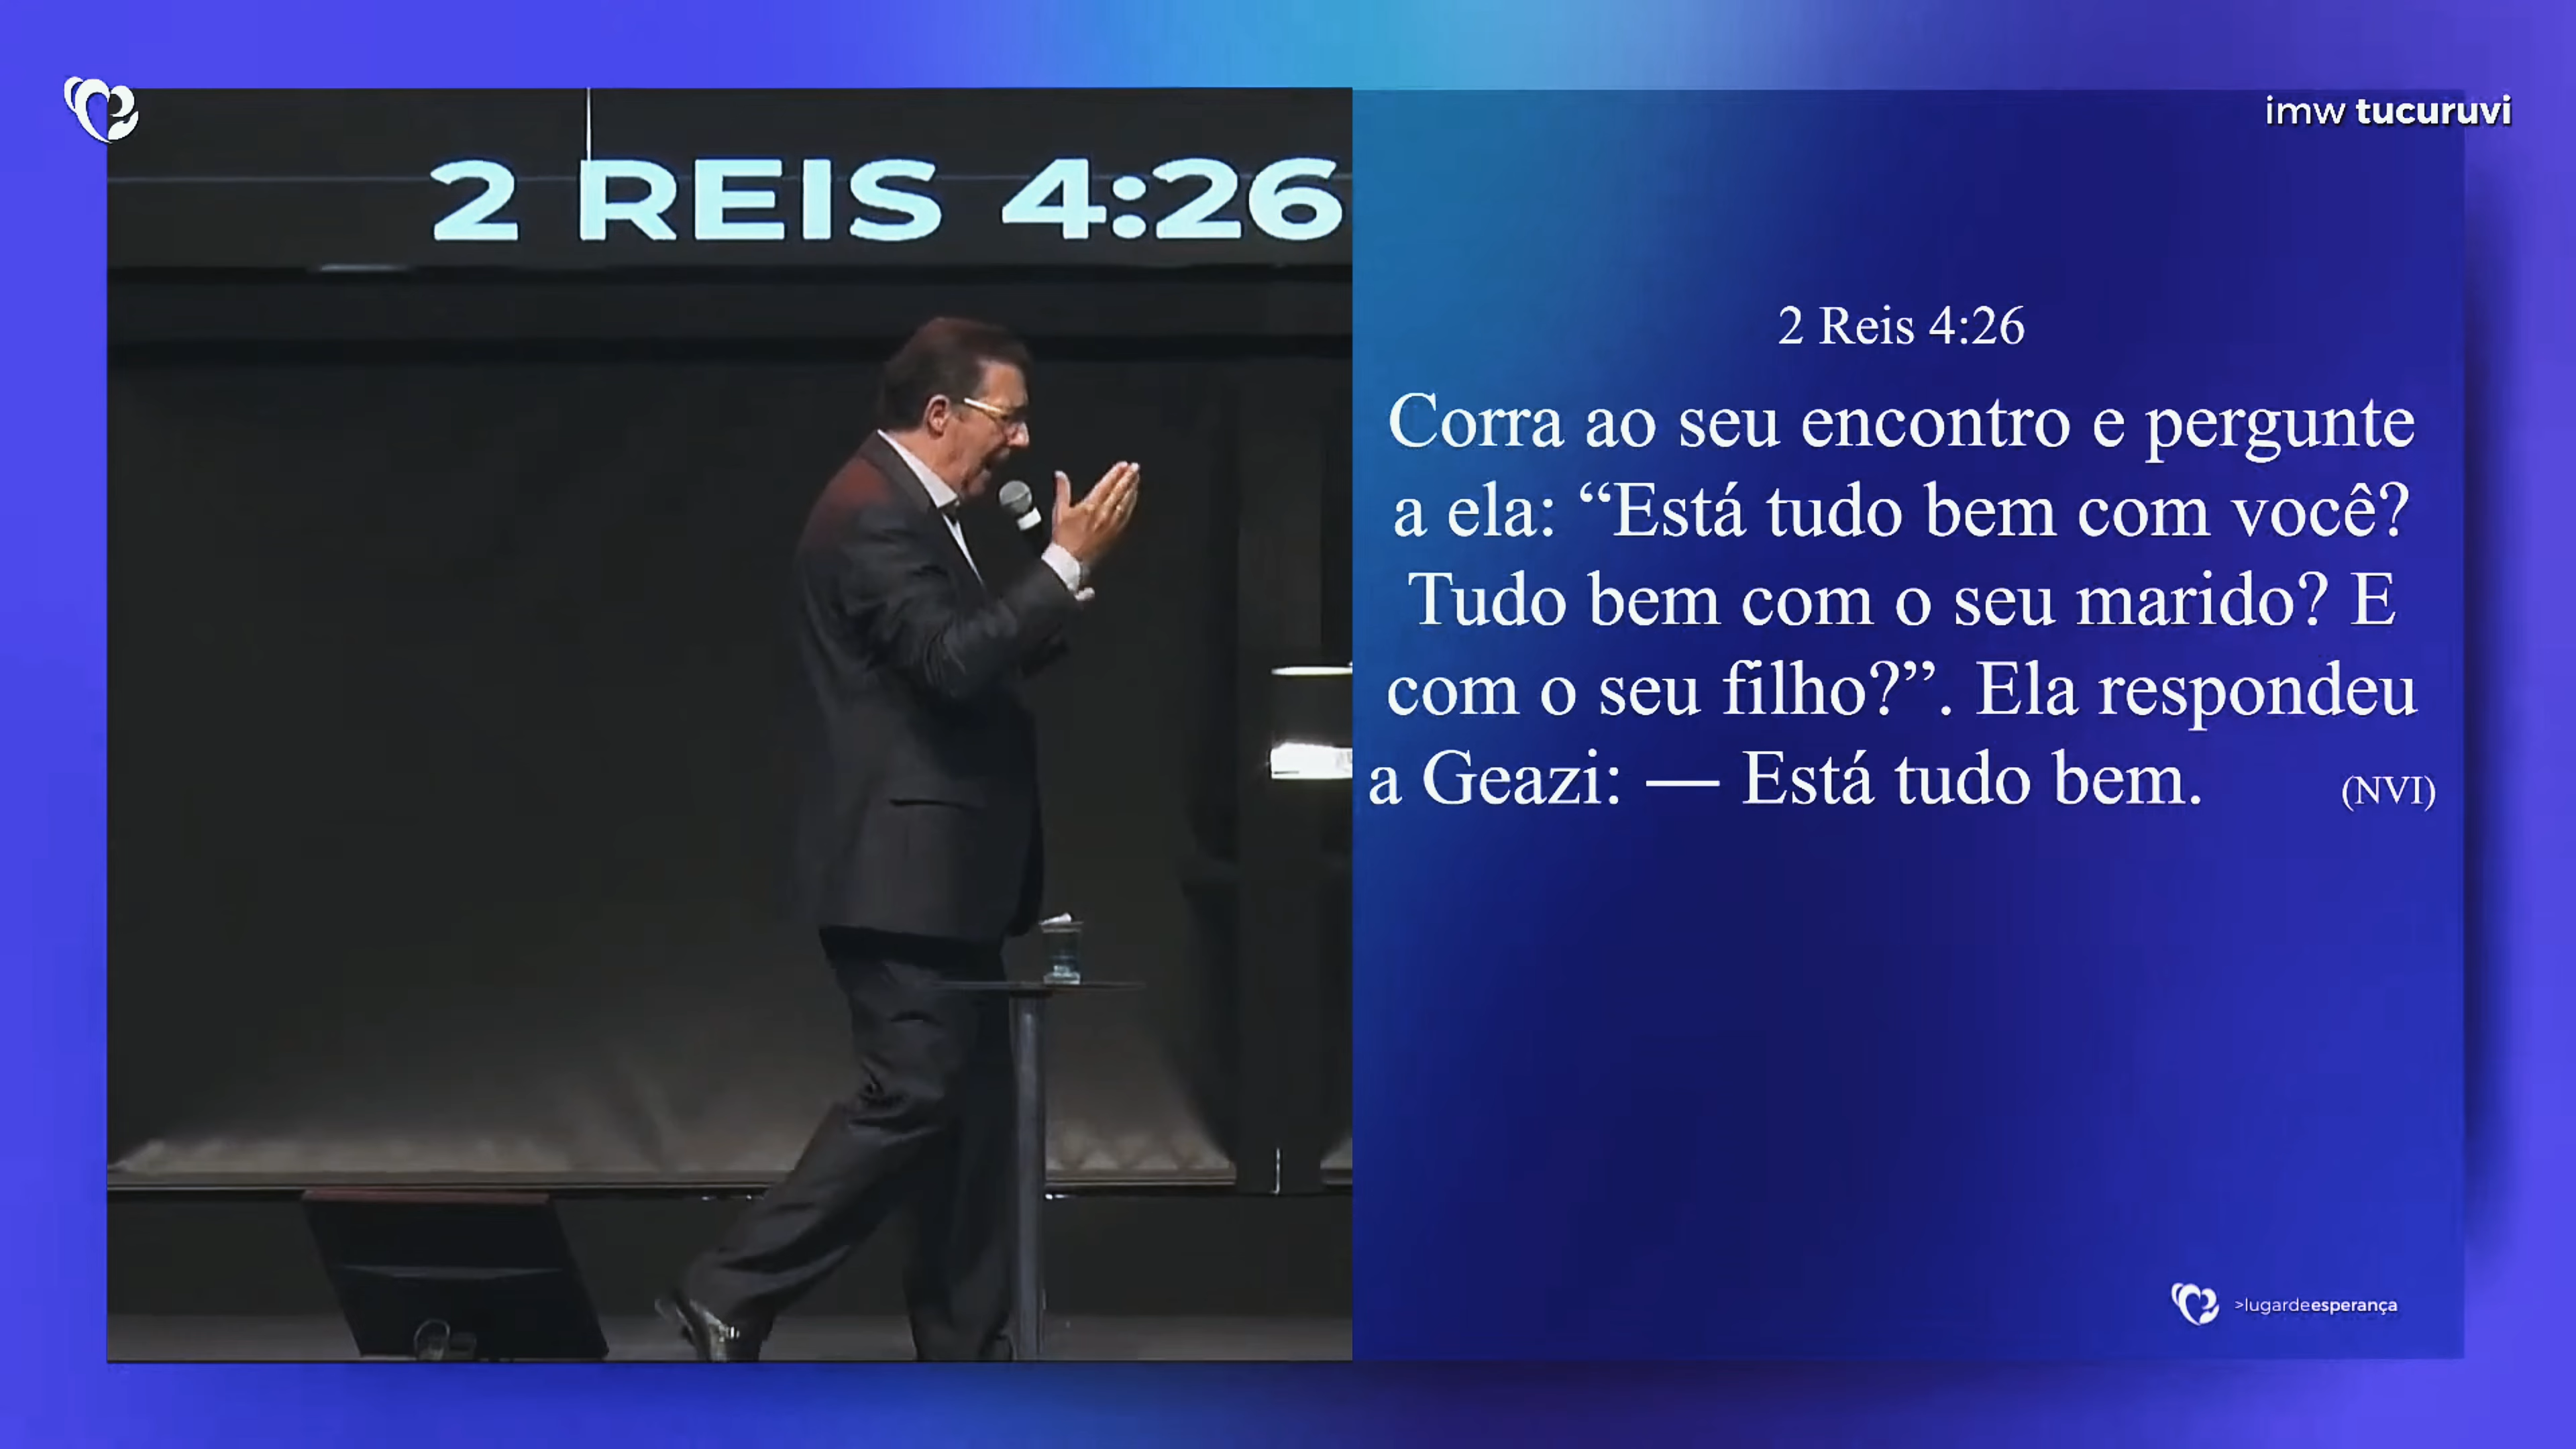 imw tucuruvi
2 REIS 4:26
2 Reis 4:26
Corra ao seu encontro e pergunte
a ela: “Está tudo bem com você?
Tudo bem com o seu marido? E
com o seu filho?”. Ela respondeu
a Geazi: — Está tudo bem. (NVI)
>lugardeesperança